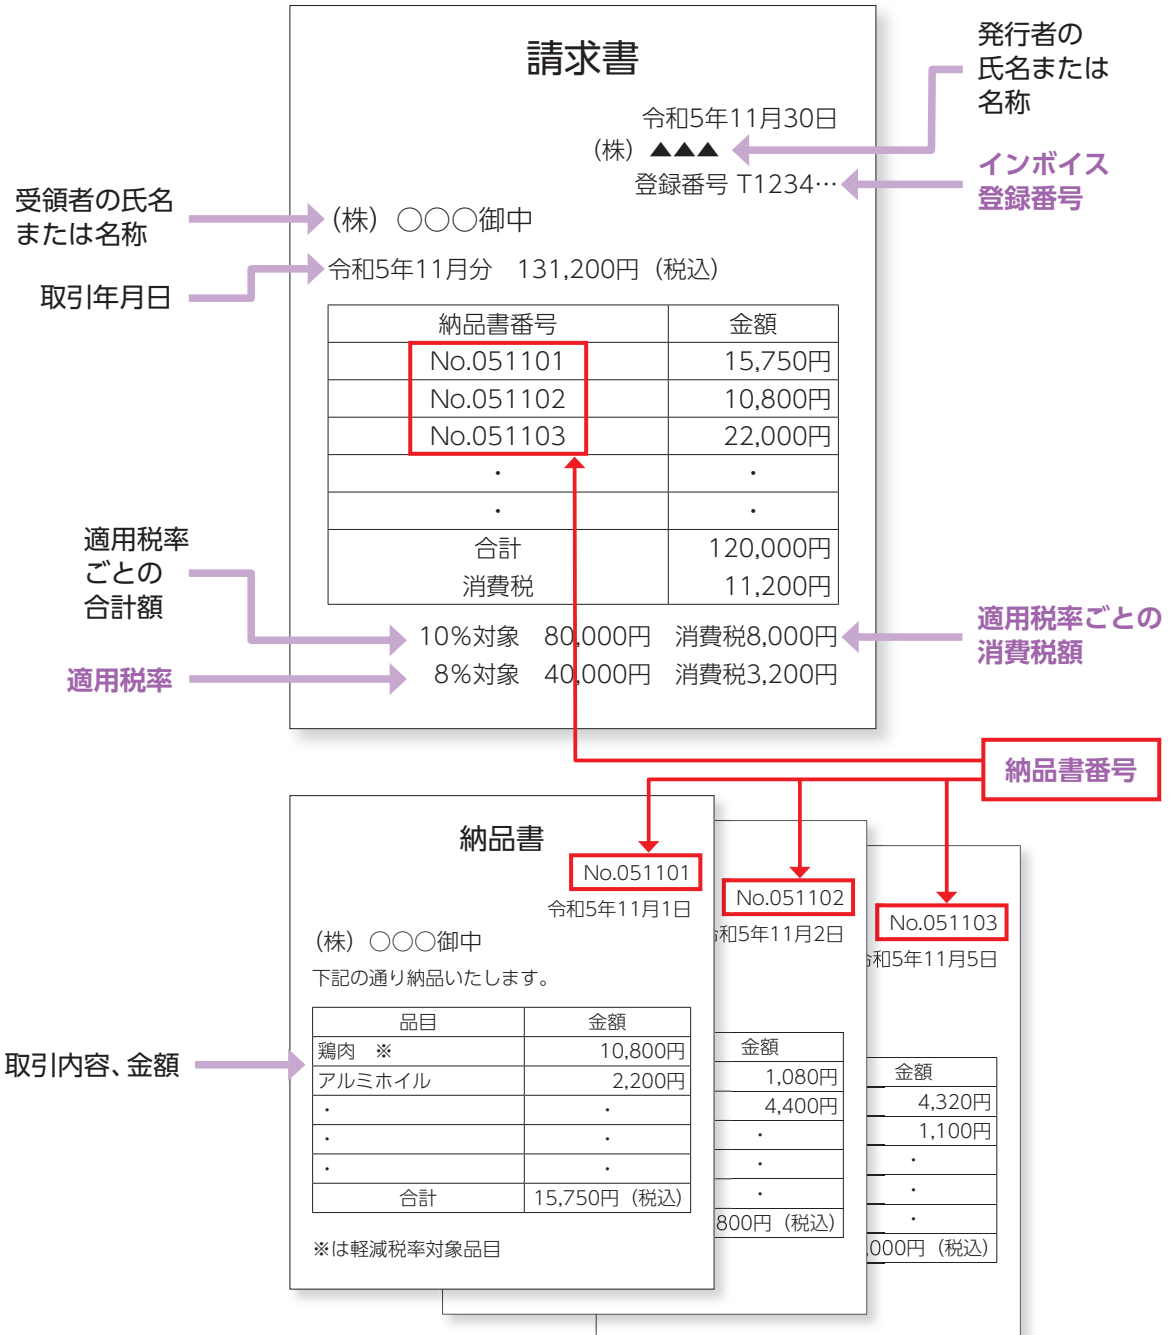 請求書
令和5年11月30日
(株) ▲▲▲
登録番号 T1234…
(株) ○○○御中
令和5年11月分 131,200円 (税込)
納品書番号 金額
No.051101 15,750円
No.051102 10,800円
No.051103 22,000円
・ ・
・ ・
合計 120,000円
消費税 11,200円
10%対象 80,000円 消費税8,000円
8%対象 40,000円 消費税3,200円
発行者の
氏名または
名称
インボイス
登録番号
受領者の氏名
または名称
取引年月日
適用税率
ごとの
合計額
適用税率
適用税率ごとの
消費税額
納品書番号
納品書
No.051101
令和5年11月1日
(株) ○○○御中
下記の通り納品いたします。
品目 金額
鶏肉 ※ 10,800円
アルミホイル 2,200円
・ ・
・ ・
・ ・
合計 15,750円 (税込)
※は軽減税率対象品目
取引内容、金額
No.051102
和5年11月2日
金額
1,080円
4,400円
・
・
・
800円 (税込)
No.051103
和5年11月5日
金額
4,320円
1,100円
・
・
・
,000円 (税込)